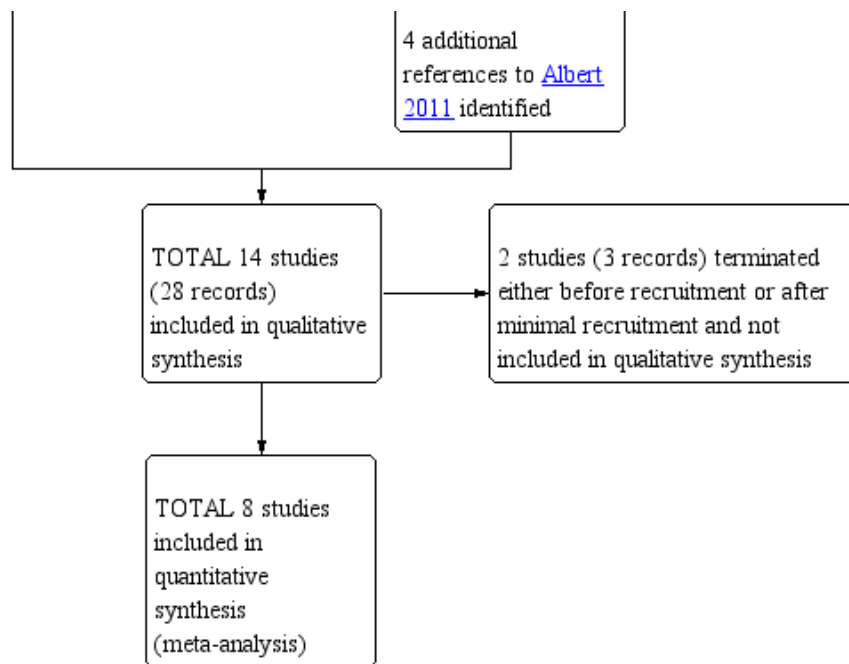 4 additional
references to Albert
2011 identified
TOTAL 14 studies
(28 records)
included in qualitative
synthesis
2 studies (3 records) terminated
either before recruitment or after
minimal recruitment and not
included in qualitative synthesis
TOTAL 8 studies
included in
quantitative
synthesis
(meta-analysis)